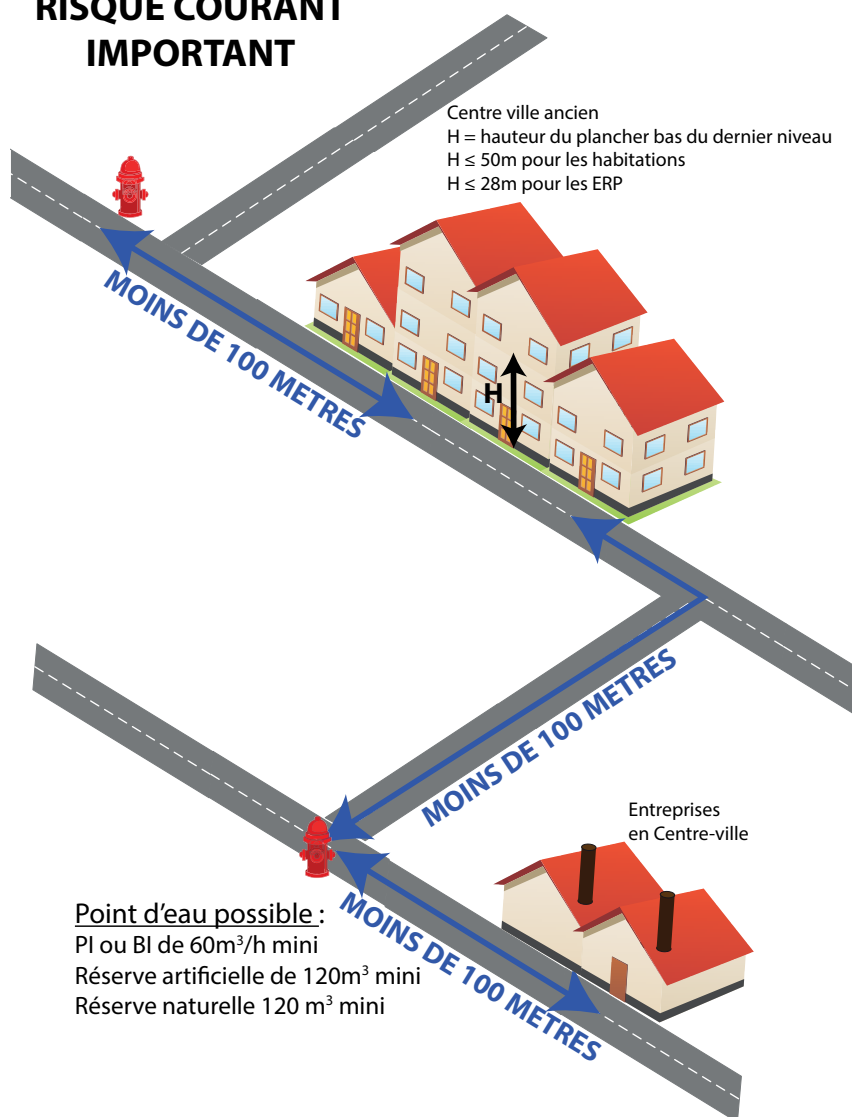 RISQUE COURANT
IMPORTANT
Centre ville ancien
H = hauteur du plancher bas du dernier niveau
H ≤ 50m pour les habitations
H ≤ 28m pour les ERP
MOINS DE 100 METRES
H
MOINS DE 100 METRES
Entreprises
en Centre-ville
Point d'eau possible :
PI ou BI de 60m³/h mini
Réserve artificielle de 120m³ mini
Réserve naturelle 120 m³ mini
MOINS DE 100 METRES